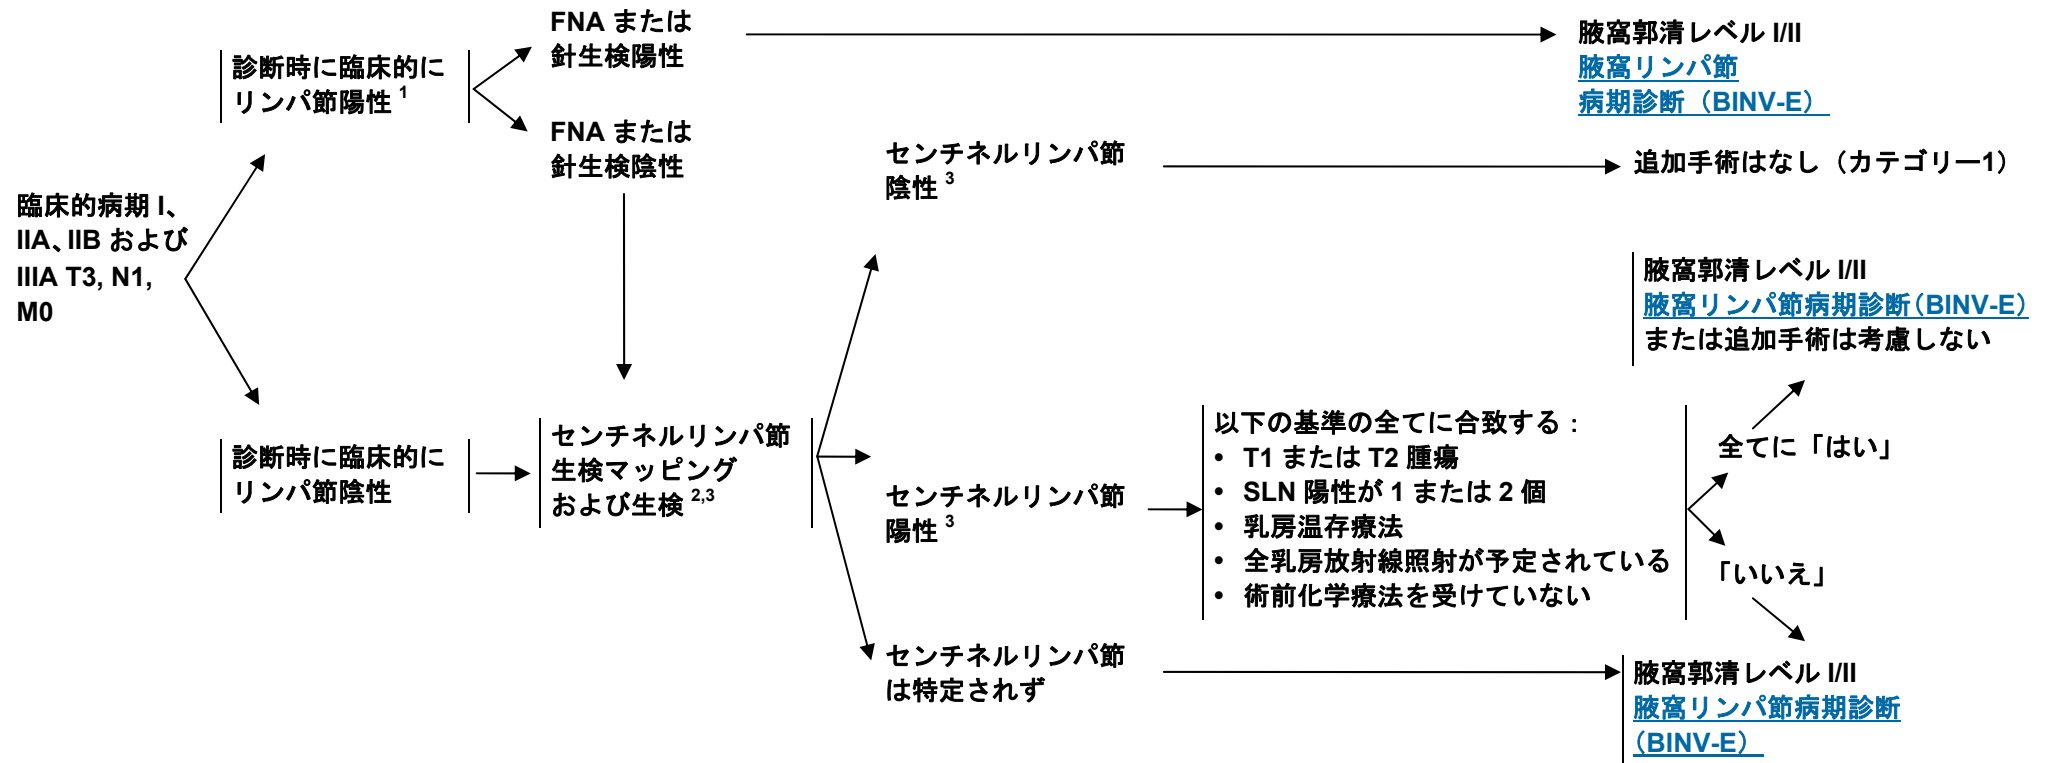 臨床的病期 I、
IIA、IIB および
IIIA T3, N1,
M0
診断時に臨床的に
リンパ節陽性 1
FNA または
針生検陽性
腋窩郭清レベル I/II
腋窩リンパ節
病期診断（BINV-E）
FNA または
針生検陰性
診断時に臨床的に
リンパ節陰性
センチネルリンパ節
生検マッピング
および生検 2,3
センチネルリンパ節
陰性 3
追加手術はなし（カテゴリー1）
センチネルリンパ節
陽性 3
以下の基準の全てに合致する：
• T1 または T2 腫瘍
• SLN 陽性が 1 または 2 個
• 乳房温存療法
• 全乳房放射線照射が予定されている
• 術前化学療法を受けていない
全てに「はい」
腋窩郭清レベル I/II
腋窩リンパ節病期診断（BINV-E）
または追加手術は考慮しない
「いいえ」
センチネルリンパ節
は特定されず
腋窩郭清レベル I/II
腋窩リンパ節病期診断
（BINV-E）